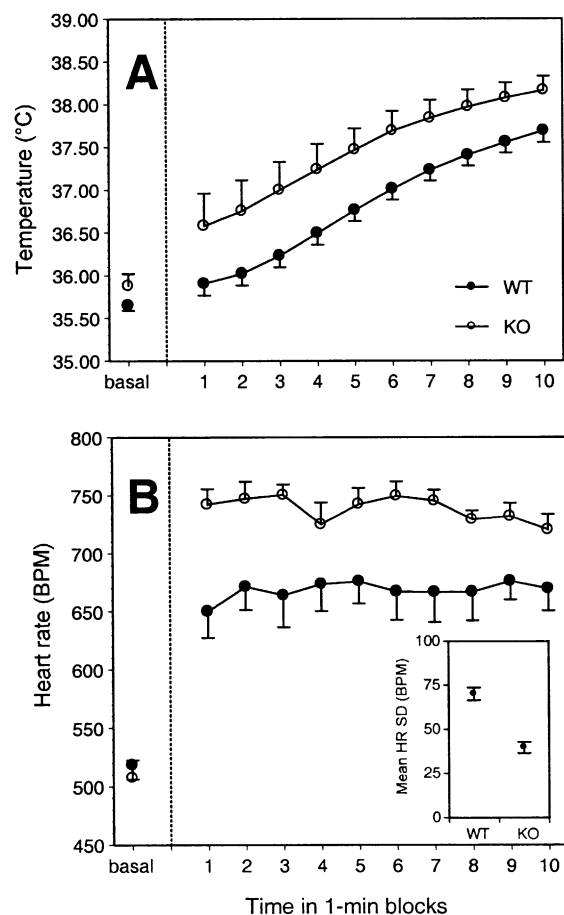 39.00
38.50
38.00
37.50
37.00
36.50
36.00
35.50
35.00
Temperature (°C)
A
WT
KO
basal 1 2 3 4 5 6 7 8 9 10
800
750
700
650
600
550
500
450
Heart rate (BPM)
B
100
75
50
25
0
Mean HR SD (BPM)
WT KO
basal 1 2 3 4 5 6 7 8 9 10
Time in 1-min blocks